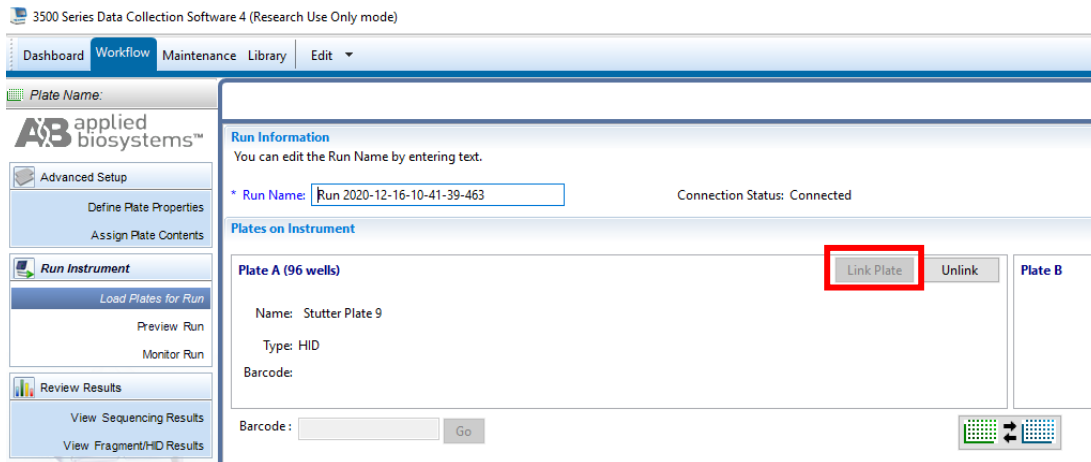 3500 Series Data Collection Software 4 (Research Use Only mode)
Dashboard Workflow Maintenance Library Edit
Plate Name:
AB applied
biosystems™
Advanced Setup
Define Plate Properties
Assign Plate Contents
Run Instrument
Load Plates for Run
Preview Run
Monitor Run
Review Results
View Sequencing Results
View Fragment/HID Results
Run Information
You can edit the Run Name by entering text.
* Run Name: Run 2020-12-16-10-41-39-463 Connection Status: Connected
Plates on Instrument
Plate A (96 wells) Link Plate Unlink Plate B
Name: Stutter Plate 9
Type: HID
Barcode:
Barcode : Go